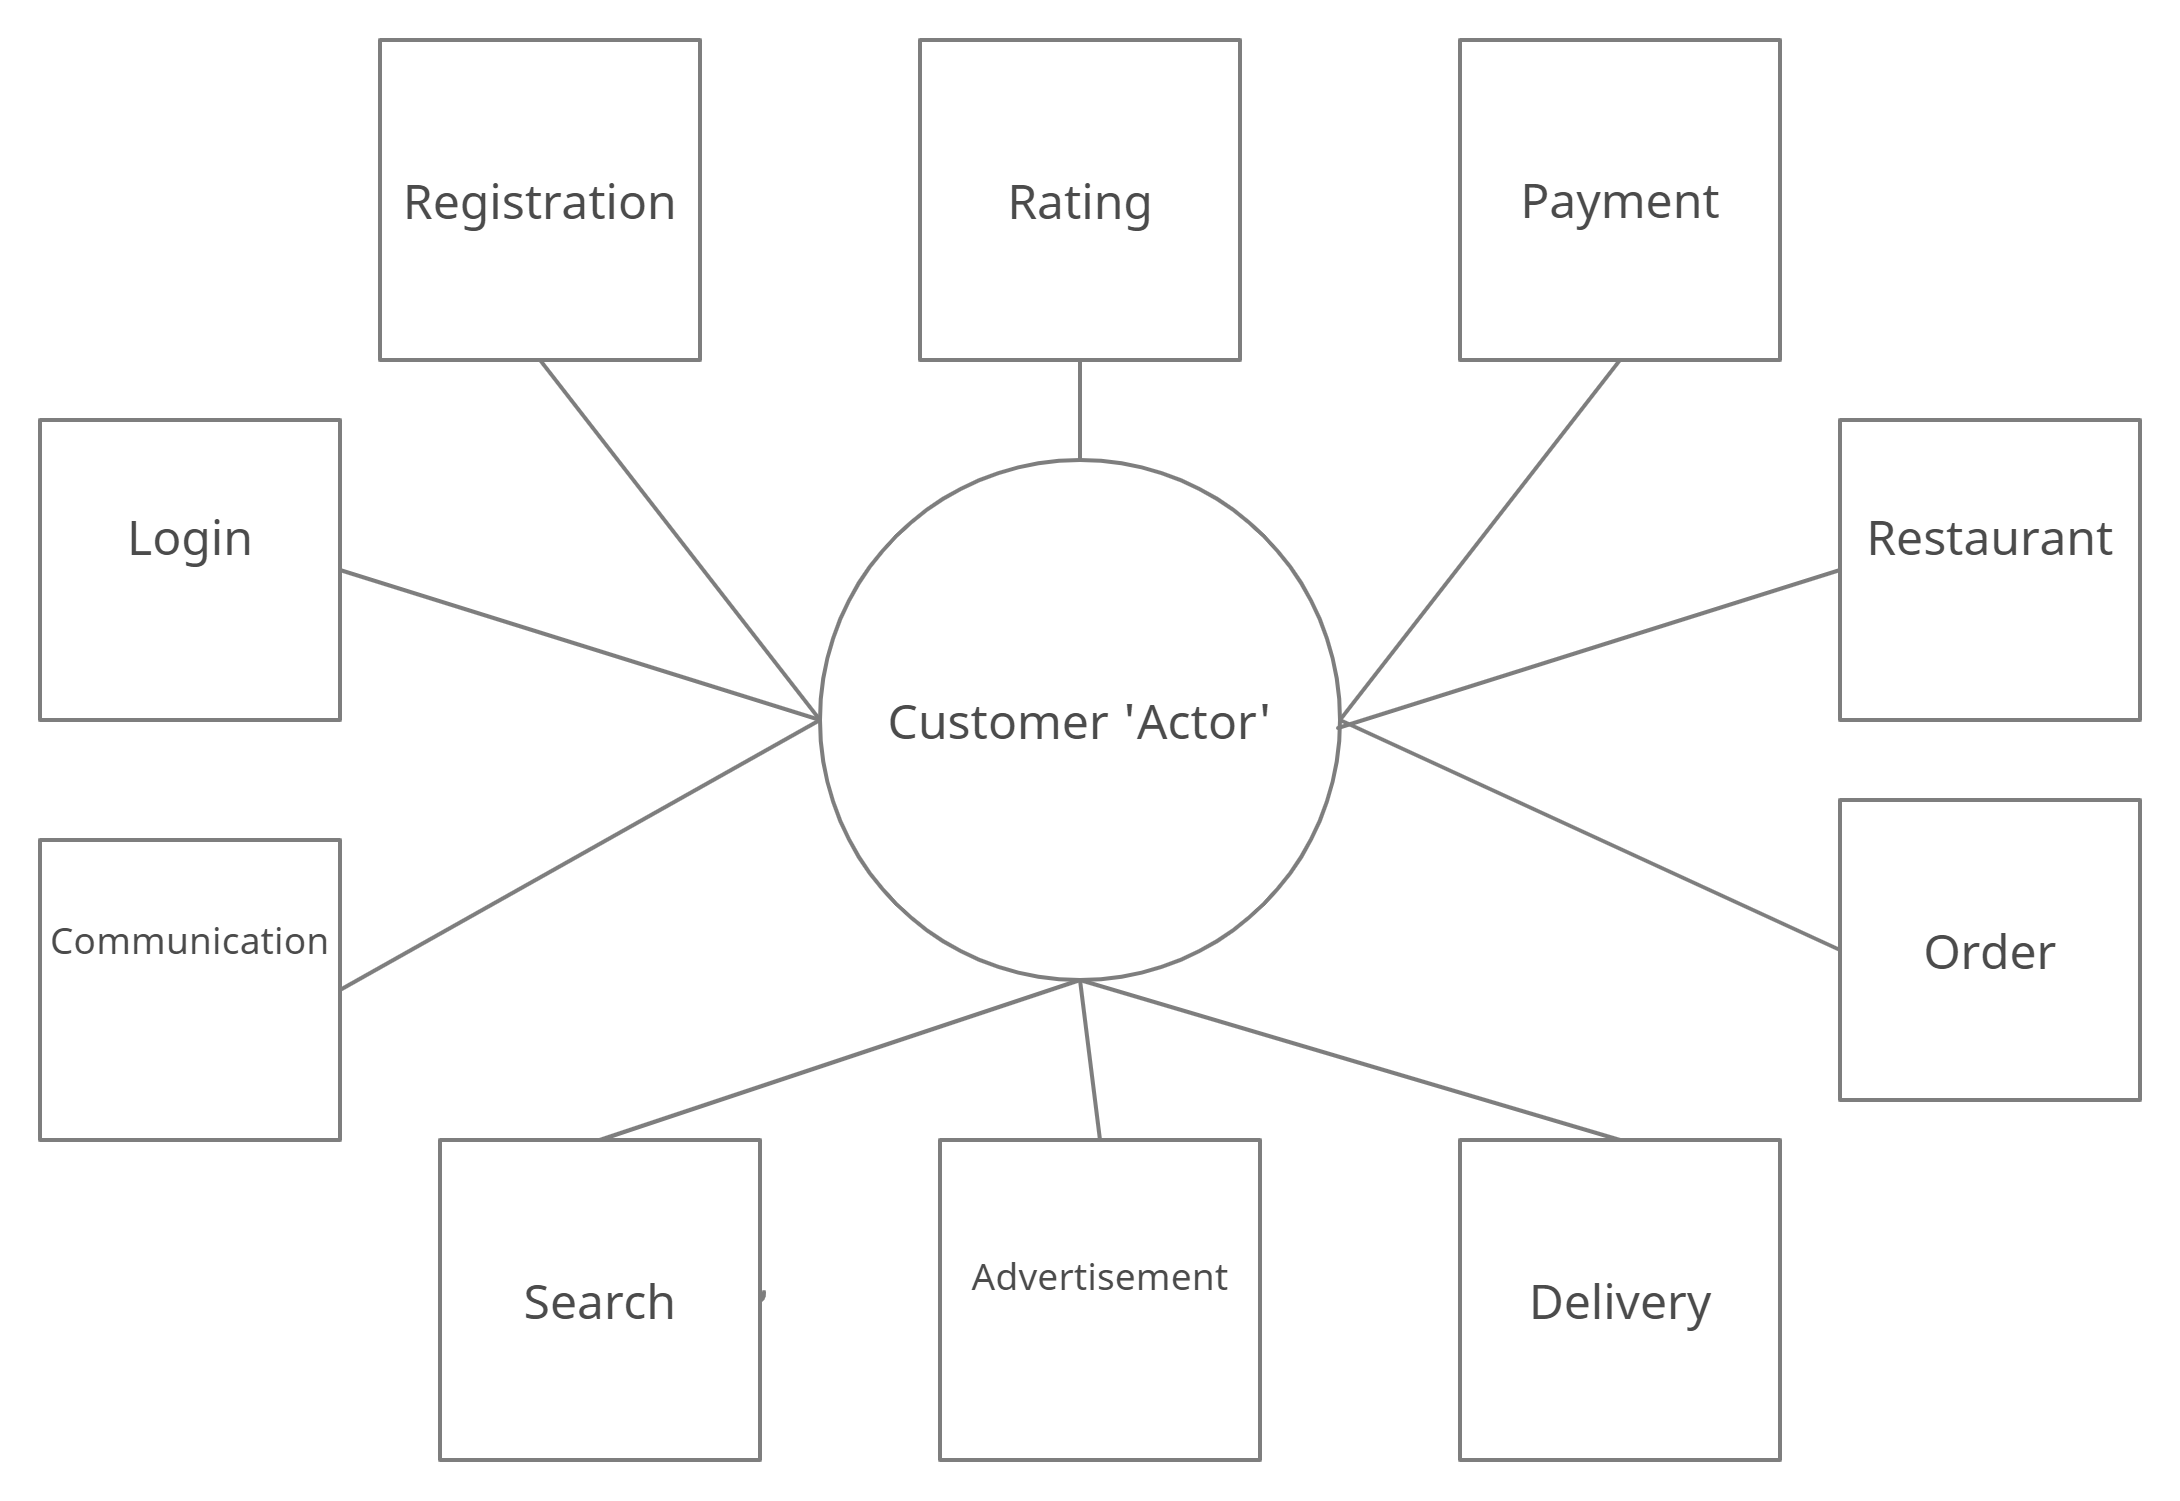 Registration
Rating
Payment
Login
Restaurant
Customer 'Actor'
Communication
Order
Search
Advertisement
Delivery